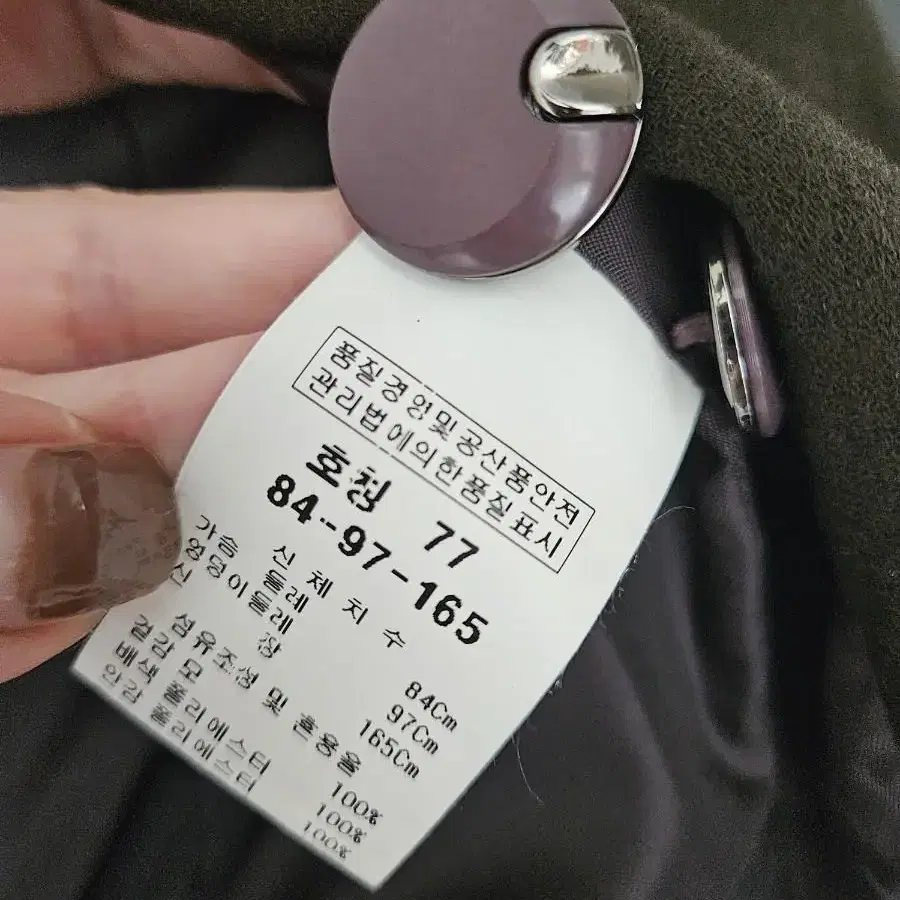 품질경영및공산품안전
관리법에의한품질표시
호칭 77
84-97-165
신체치수
가슴둘레 84Cm
엉덩이둘레 97Cm
신장 165Cm
섬유조성 및 혼용율
겉감 모 100%
배색 폴리에스터 100%
안감 폴리에스터 100%